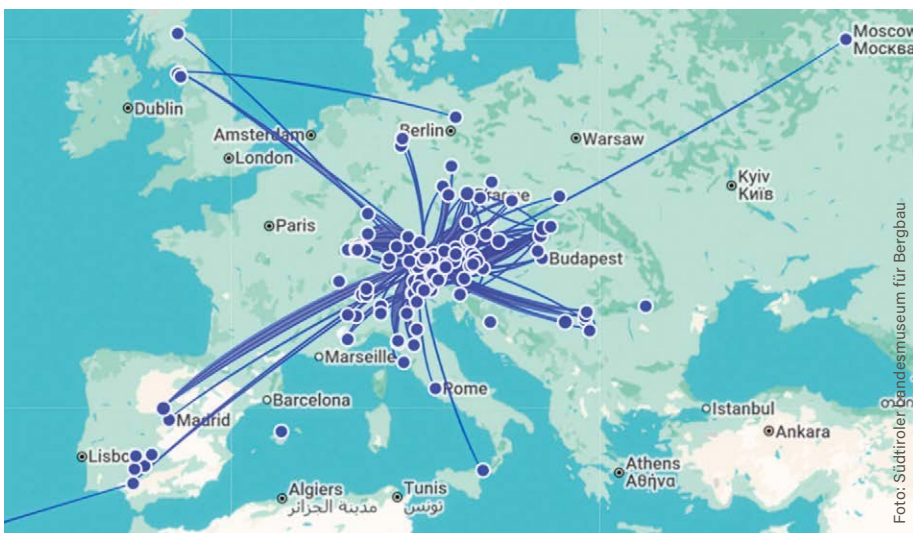 Moscow
Москва
Dublin
Amsterdam
Berlin
Warsaw
London
Kyiv
Київ
Paris
Budapest
Marseille
Rome
Barcelona
Madrid
Istanbul
Ankara
Lisbo
Athens
Αθήνα
Algiers
مدينة الجزائر
Tunis
تونس
Foto: Südtiroler Landesmuseum für Bergbau